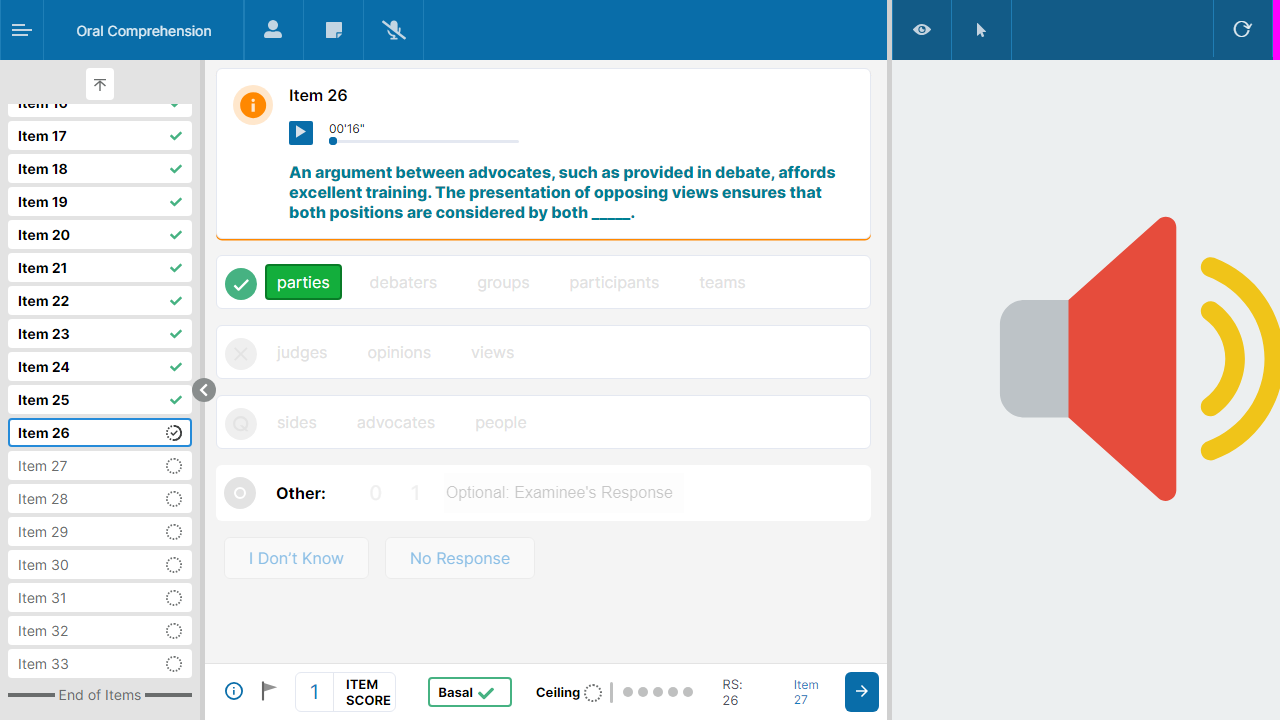 Oral Comprehension
Item 16
Item 17
Item 18
Item 19
Item 20
Item 21
Item 22
Item 23
Item 24
Item 25
Item 26
Item 27
Item 28
Item 29
Item 30
Item 31
Item 32
Item 33
End of Items
Item 26
00'16"
An argument between advocates, such as provided in debate, affords
excellent training. The presentation of opposing views ensures that
both positions are considered by both _____.
parties debaters groups participants teams
judges opinions views
Q sides advocates people
Other: 0 1 Optional: Examinee's Response
I Don't Know No Response
1 ITEM
SCORE
Basal
Ceiling
RS:
26
Item
27